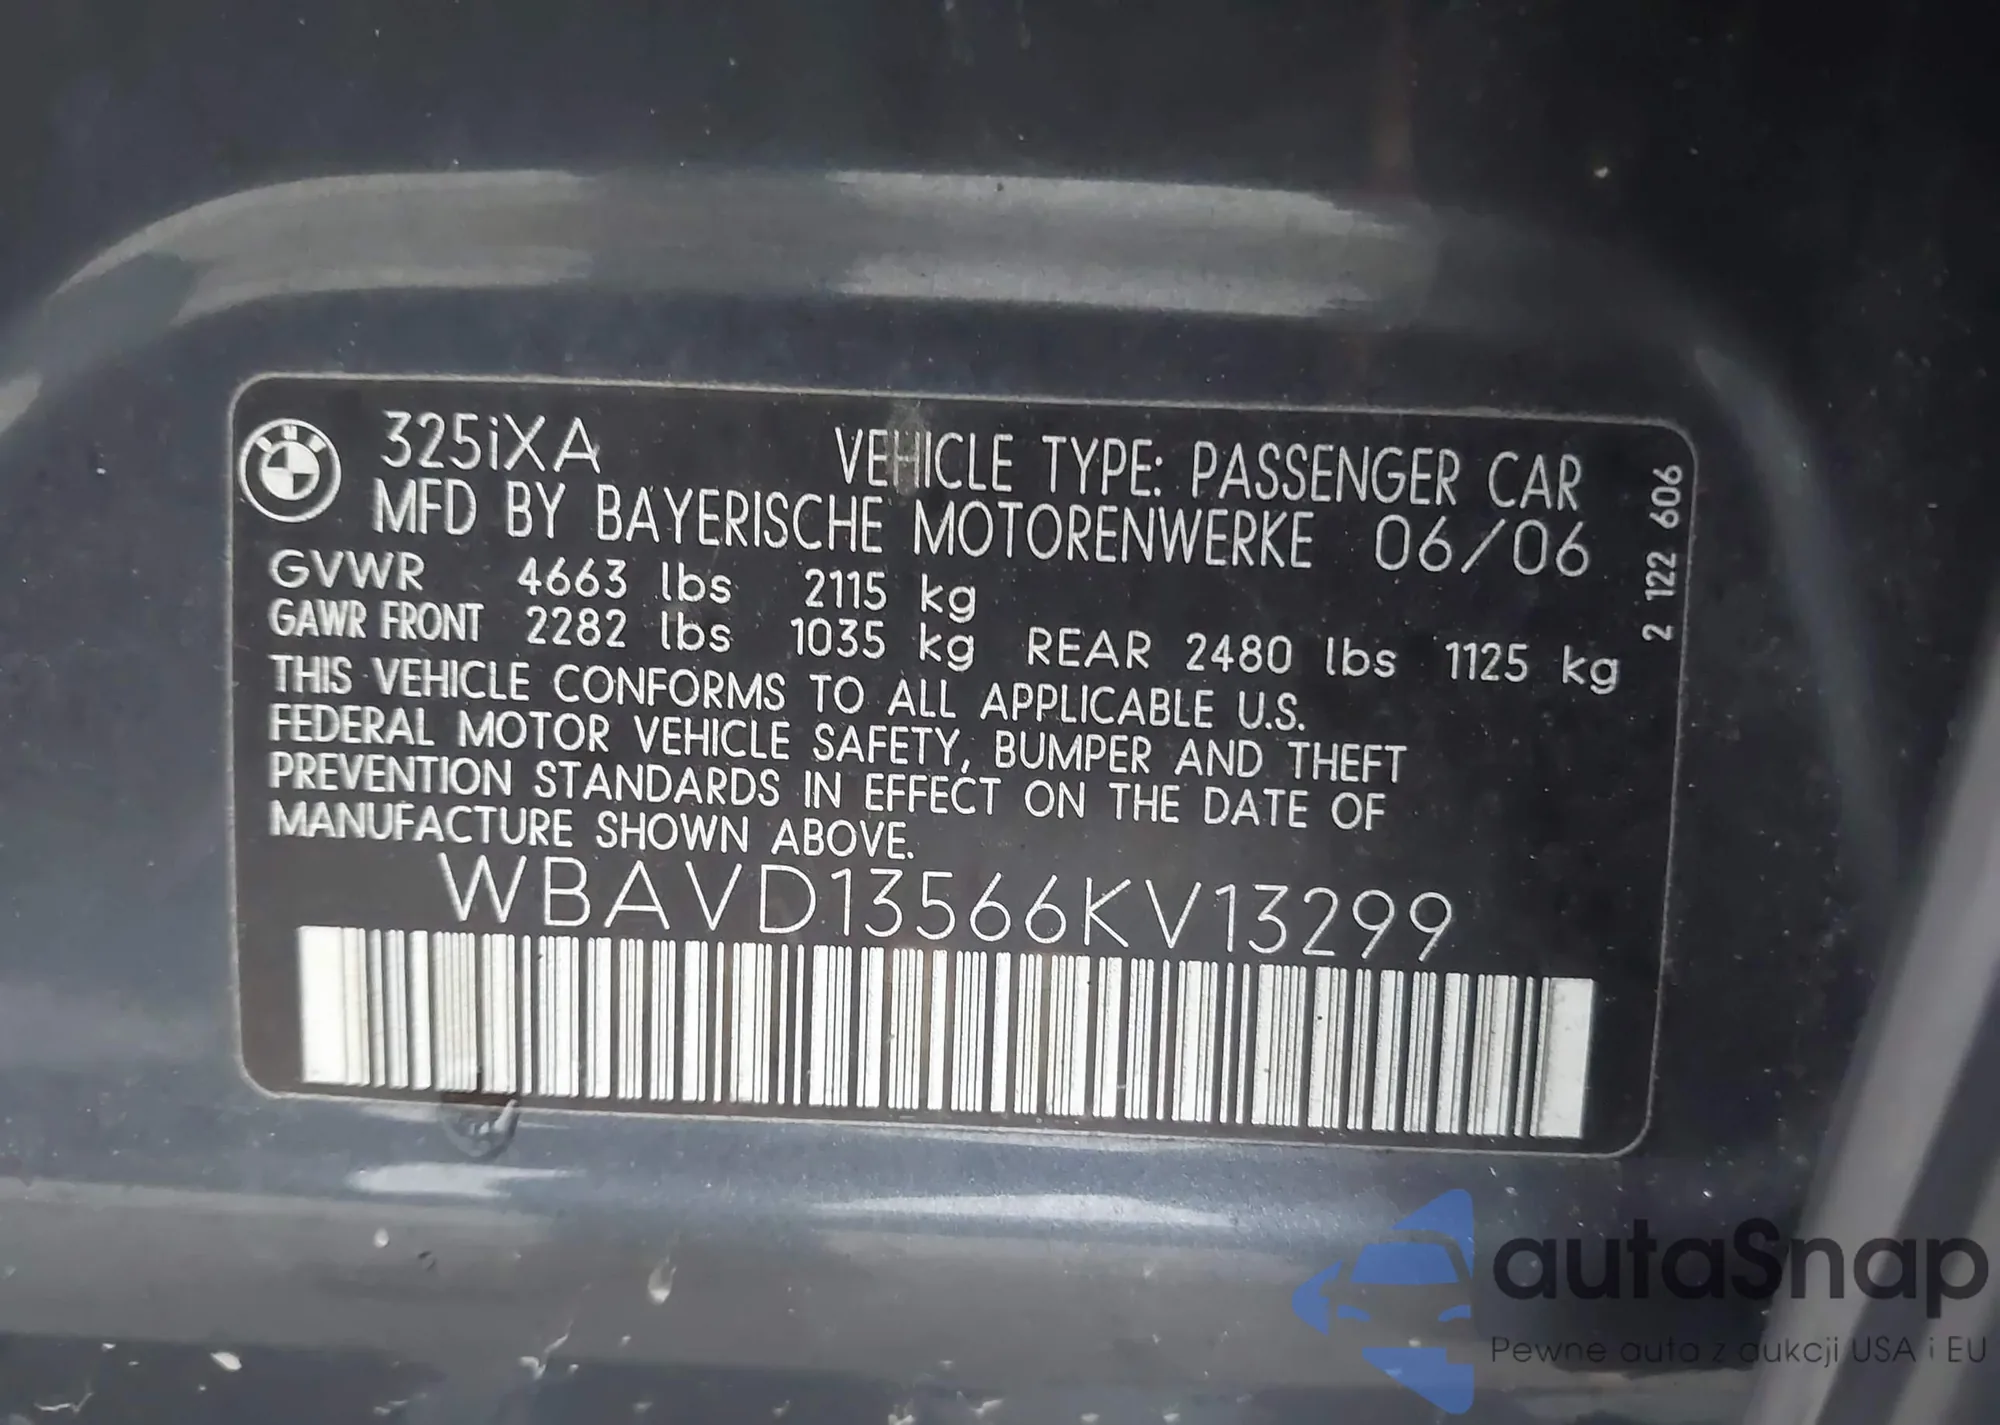 BMW
325iXA
VEHICLE TYPE: PASSENGER CAR
MFD BY BAYERISCHE MOTORENWERKE 06/06
GVWR 4663 lbs 2115 kg
GAWR FRONT 2282 lbs 1035 kg REAR 2480 lbs 1125 kg
THIS VEHICLE CONFORMS TO ALL APPLICABLE U.S.
FEDERAL MOTOR VEHICLE SAFETY, BUMPER AND THEFT
PREVENTION STANDARDS IN EFFECT ON THE DATE OF
MANUFACTURE SHOWN ABOVE.
WBAVD13566KV13299
2 122 606
autaSnap
Pewne auta z aukcji USA i EU